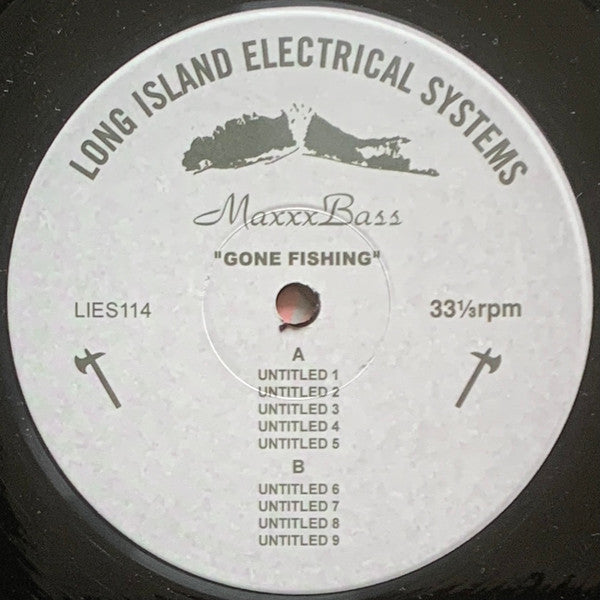 LONG ISLAND ELECTRICAL SYSTEMS
MaxxxBass
"GONE FISHING"
LIES114
33⅓rpm
A
UNTITLED 1
UNTITLED 2
UNTITLED 3
UNTITLED 4
UNTITLED 5
B
UNTITLED 6
UNTITLED 7
UNTITLED 8
UNTITLED 9